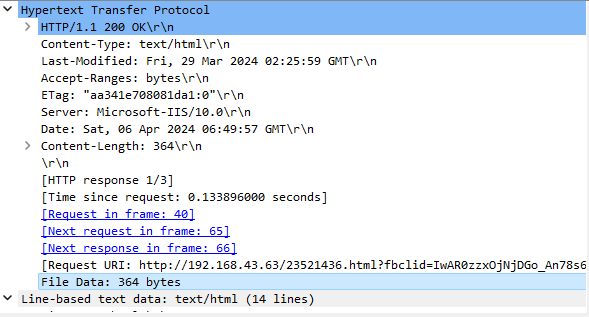 Hypertext Transfer Protocol
HTTP/1.1 200 OK\r\n
Content-Type: text/html\r\n
Last-Modified: Fri, 29 Mar 2024 02:25:59 GMT\r\n
Accept-Ranges: bytes\r\n
ETag: "aa341e708081da1:0"\r\n
Server: Microsoft-IIS/10.0\r\n
Date: Sat, 06 Apr 2024 06:49:57 GMT\r\n
Content-Length: 364\r\n
\r\n
[HTTP response 1/3]
[Time since request: 0.133896000 seconds]
[Request in frame: 40]
[Next request in frame: 65]
[Next response in frame: 66]
[Request URI: http://192.168.43.63/23521436.html?fbclid=IwAR0zzxOjNjDGo_An78s6
File Data: 364 bytes
Line-based text data: text/html (14 lines)